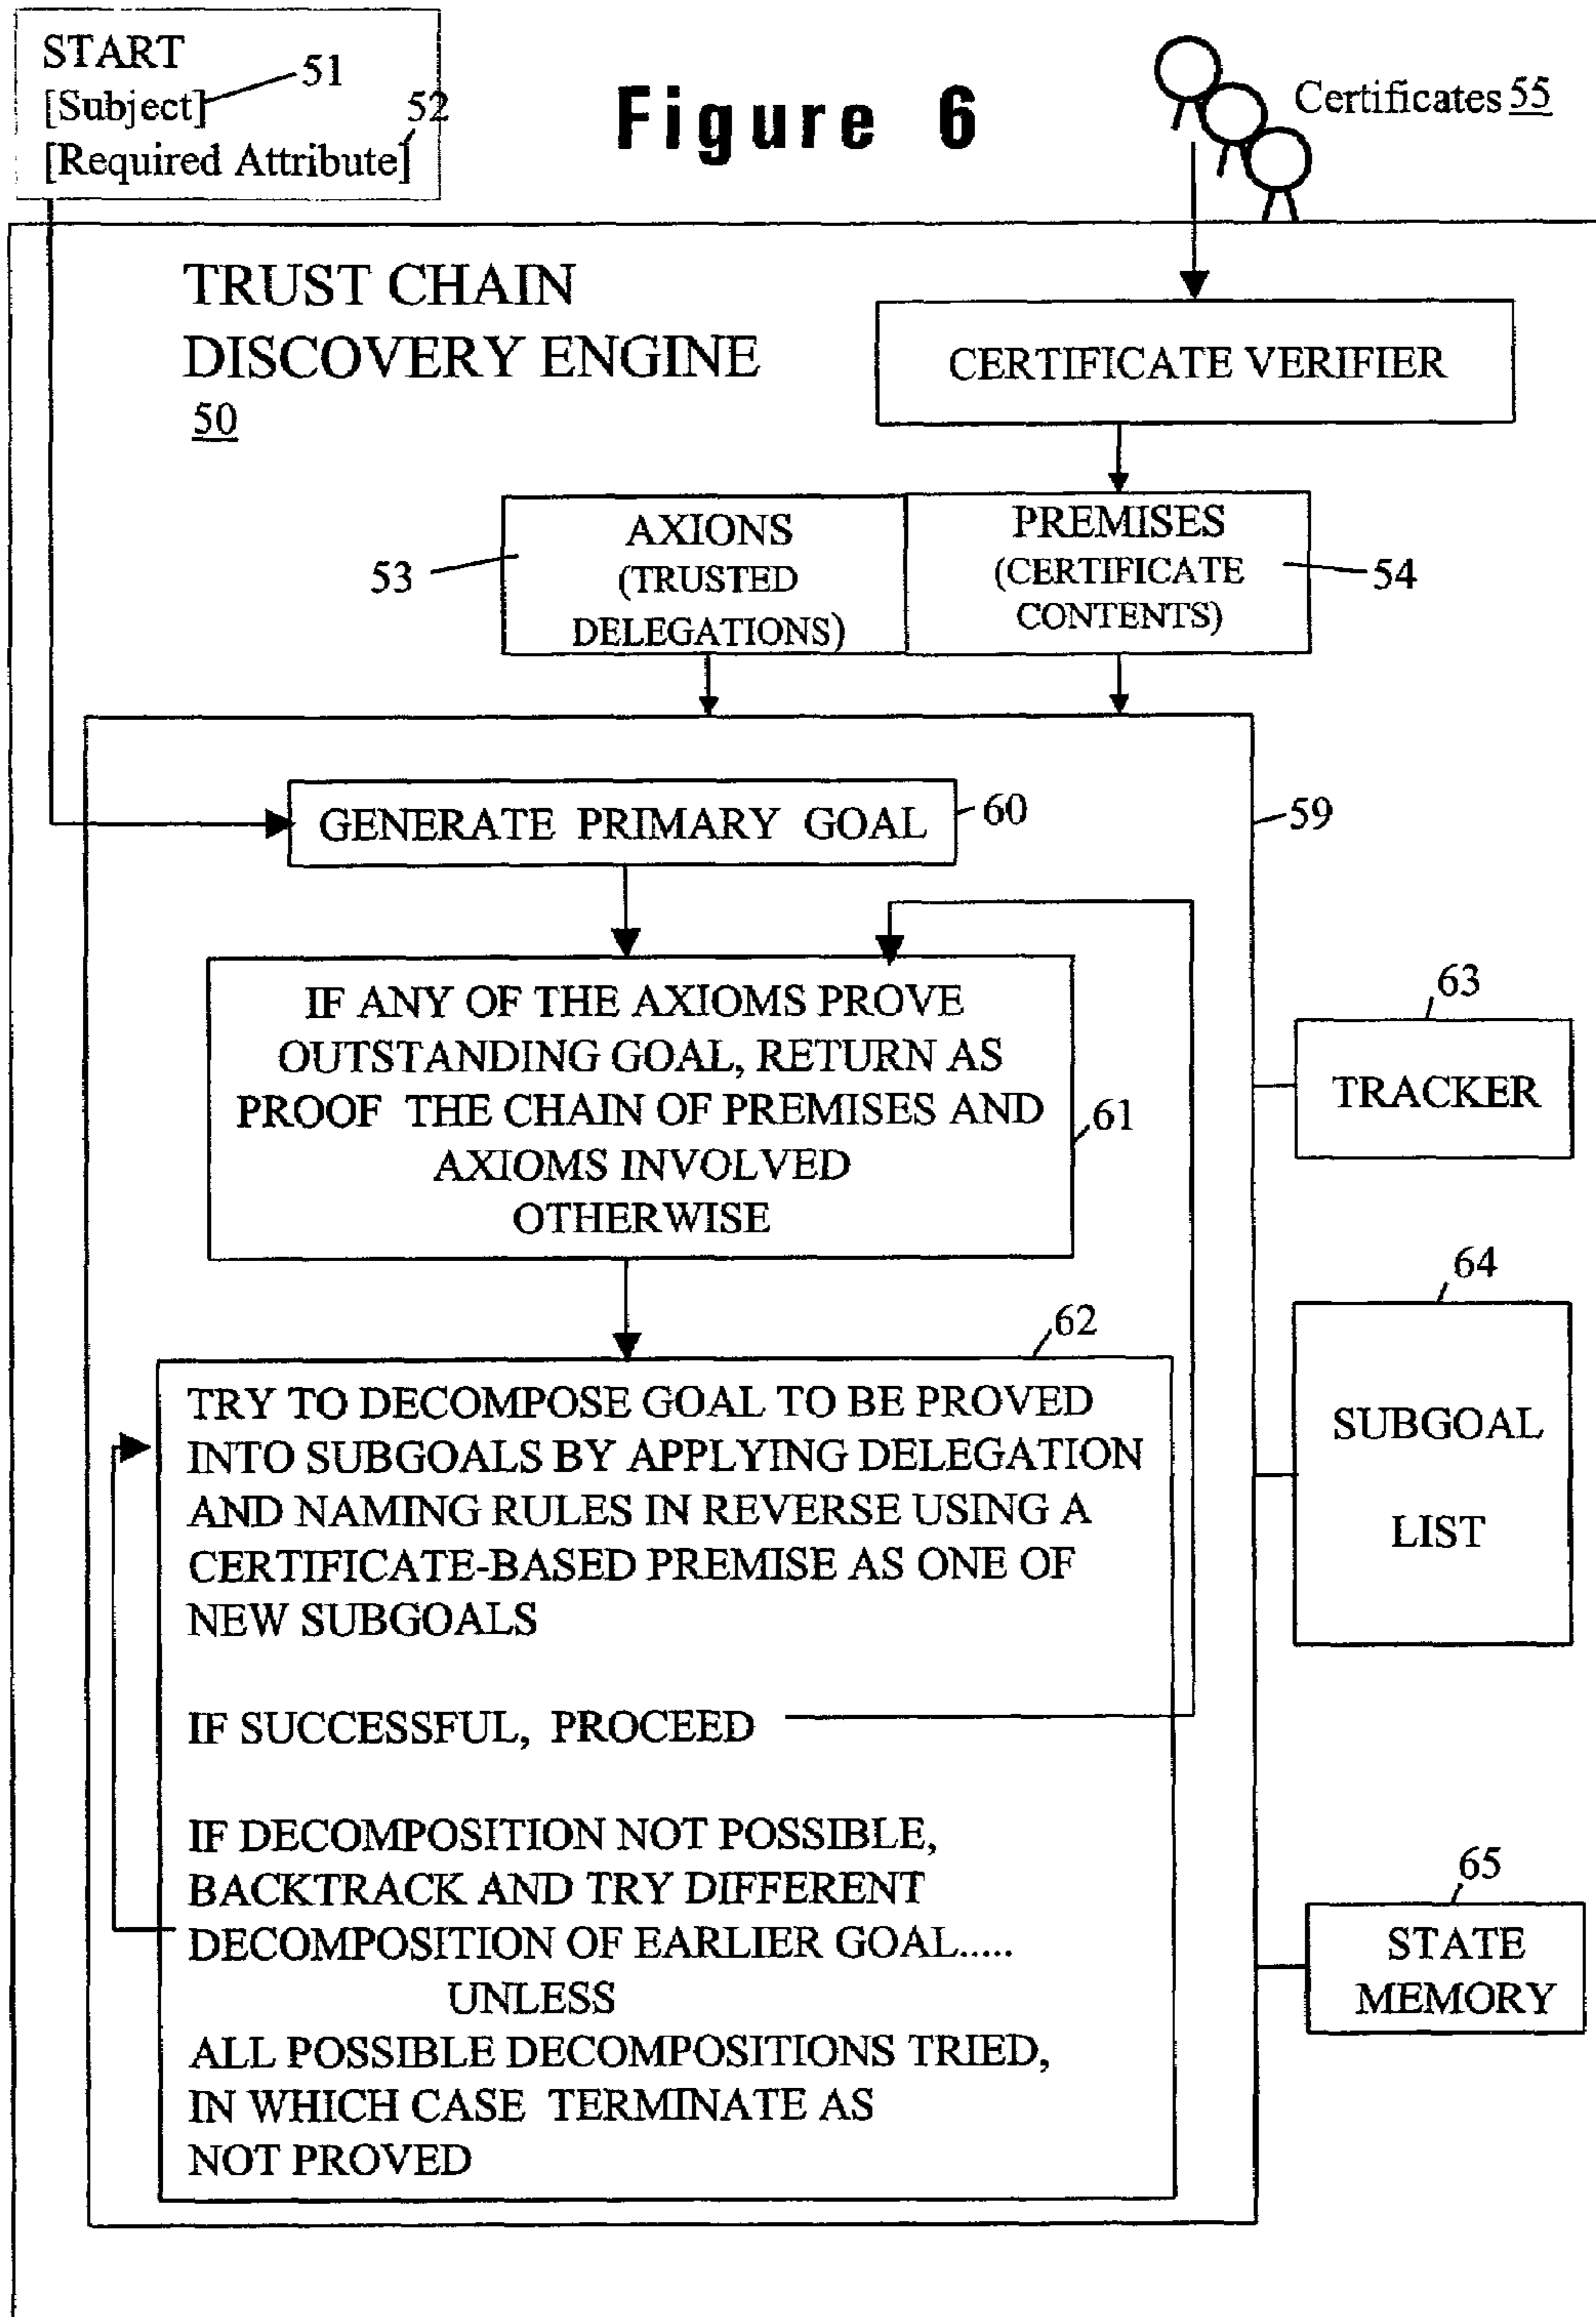 START
[Subject]
51
[Required Attribute]
52
Figure 6
Certificates 55
TRUST CHAIN
DISCOVERY ENGINE
50
CERTIFICATE VERIFIER
AXIONS
(TRUSTED
DELEGATIONS)
53
PREMISES
(CERTIFICATE
CONTENTS)
54
GENERATE PRIMARY GOAL
60
59
IF ANY OF THE AXIOMS PROVE
OUTSTANDING GOAL, RETURN AS
PROOF THE CHAIN OF PREMISES AND
AXIOMS INVOLVED
OTHERWISE
61
63
TRACKER
62
TRY TO DECOMPOSE GOAL TO BE PROVED
INTO SUBGOALS BY APPLYING DELEGATION
AND NAMING RULES IN REVERSE USING A
CERTIFICATE-BASED PREMISE AS ONE OF
NEW SUBGOALS
IF SUCCESSFUL, PROCEED
IF DECOMPOSITION NOT POSSIBLE,
BACKTRACK AND TRY DIFFERENT
DECOMPOSITION OF EARLIER GOAL.....
UNLESS
ALL POSSIBLE DECOMPOSITIONS TRIED,
IN WHICH CASE TERMINATE AS
NOT PROVED
64
SUBGOAL
LIST
65
STATE
MEMORY